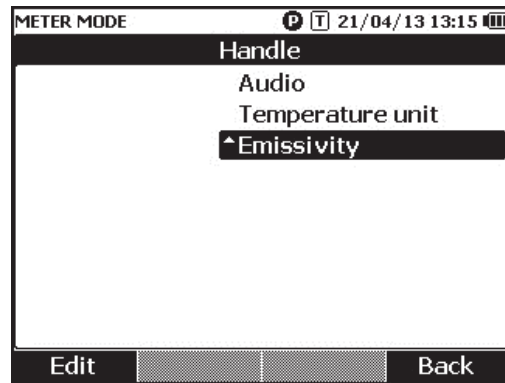 METER MODE P T 21/04/13 13:15
Handle
Audio
Temperature unit
Emissivity
Edit Back